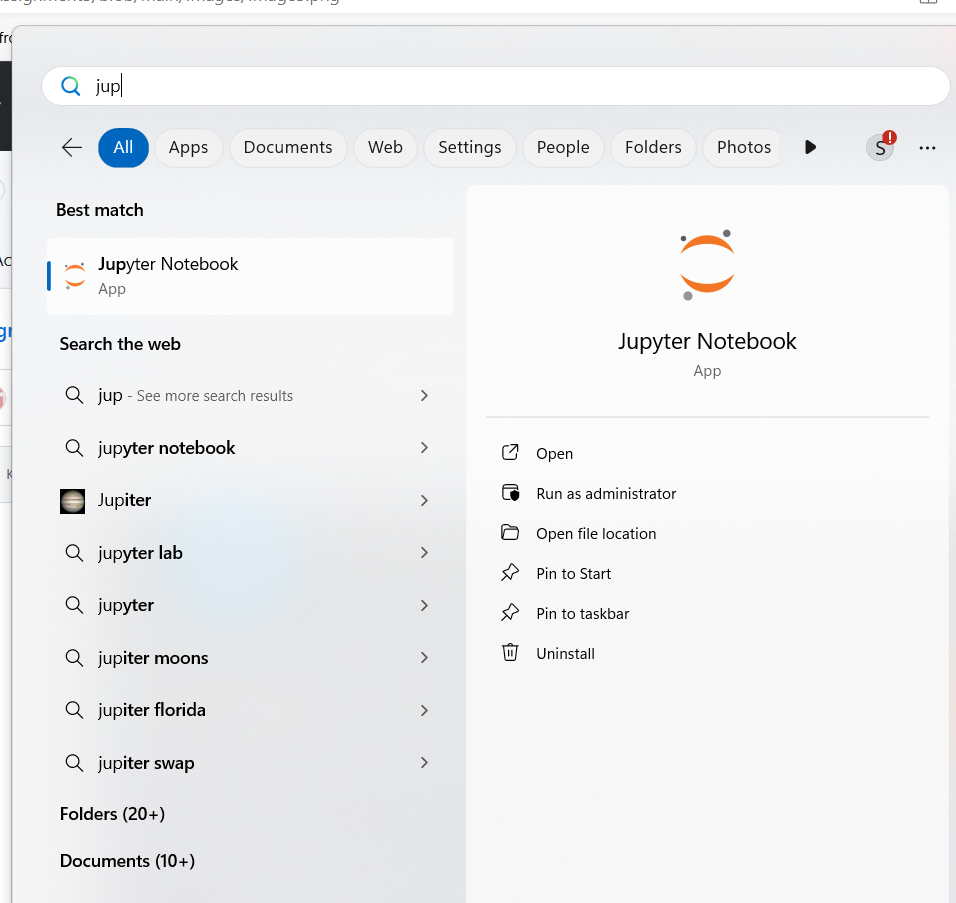 jup
All Apps Documents Web Settings People Folders Photos S ! ...
Best match
Jupyter Notebook
App
Search the web
jup - See more search results
jupyter notebook
Jupiter
jupyter lab
jupyter
jupiter moons
jupiter florida
jupiter swap
Folders (20+)
Documents (10+)
Jupyter Notebook
App
Open
Run as administrator
Open file location
Pin to Start
Pin to taskbar
Uninstall